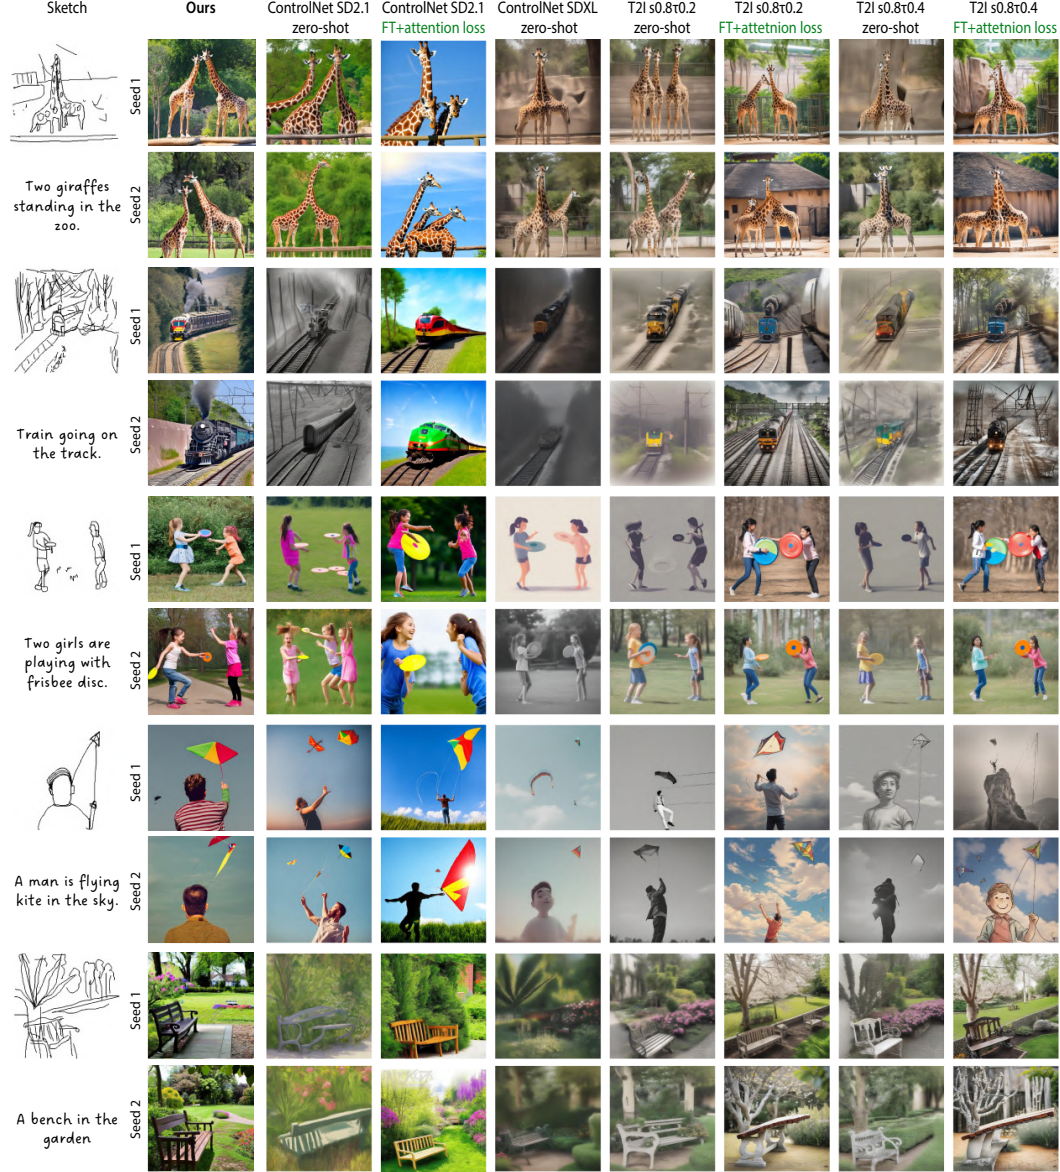 Sketch
Ours
ControlNet SD2.1
zero-shot
ControlNet SD2.1
FT+attention loss
ControlNet SDXL
zero-shot
T2I s0.8τ0.2
zero-shot
T2I s0.8τ0.2
FT+attetnion loss
T2I s0.8τ0.4
zero-shot
T2I s0.8τ0.4
FT+attetnion loss
Seed 1
Two giraffes
standing in the
zoo.
Seed 2
Seed 1
Train going on
the track.
Seed 2
Seed 1
Two girls are
playing with
frisbee disc.
Seed 2
Seed 1
A man is flying
kite in the sky.
Seed 2
Seed 1
A bench in the
garden
Seed 2